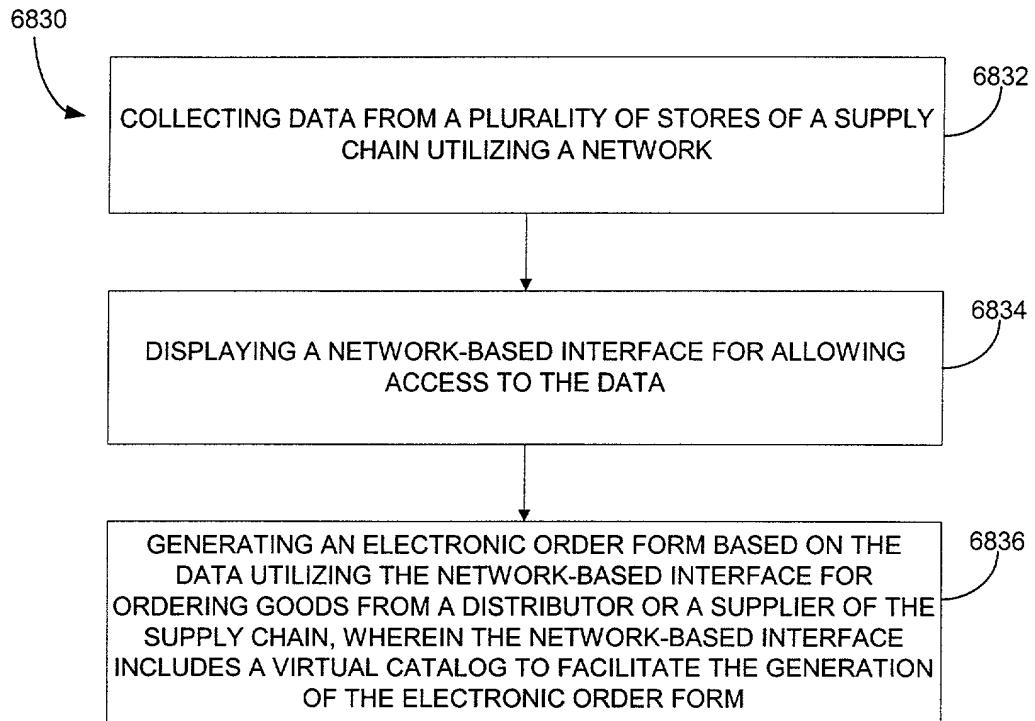 6830
6832
COLLECTING DATA FROM A PLURALITY OF STORES OF A SUPPLY
CHAIN UTILIZING A NETWORK
6834
DISPLAYING A NETWORK-BASED INTERFACE FOR ALLOWING
ACCESS TO THE DATA
6836
GENERATING AN ELECTRONIC ORDER FORM BASED ON THE
DATA UTILIZING THE NETWORK-BASED INTERFACE FOR
ORDERING GOODS FROM A DISTRIBUTOR OR A SUPPLIER OF THE
SUPPLY CHAIN, WHEREIN THE NETWORK-BASED INTERFACE
INCLUDES A VIRTUAL CATALOG TO FACILITATE THE GENERATION
OF THE ELECTRONIC ORDER FORM